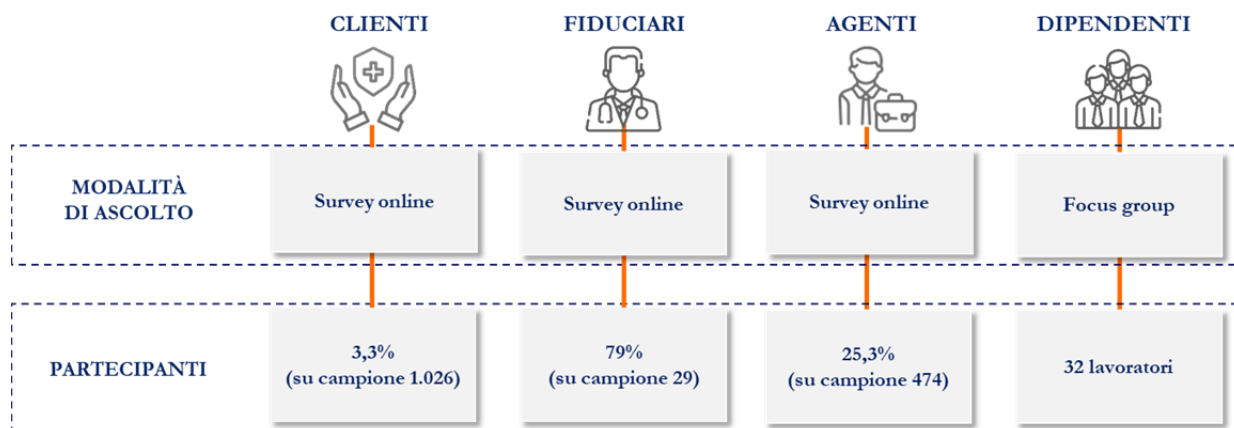 CLIENTI
FIDUCIARI
AGENTI
DIPENDENTI
MODALITÀ
DI ASCOLTO
Survey online
Survey online
Survey online
Focus group
PARTECIPANTI
3,3%
(su campione 1.026)
79%
(su campione 29)
25,3%
(su campione 474)
32 lavoratori